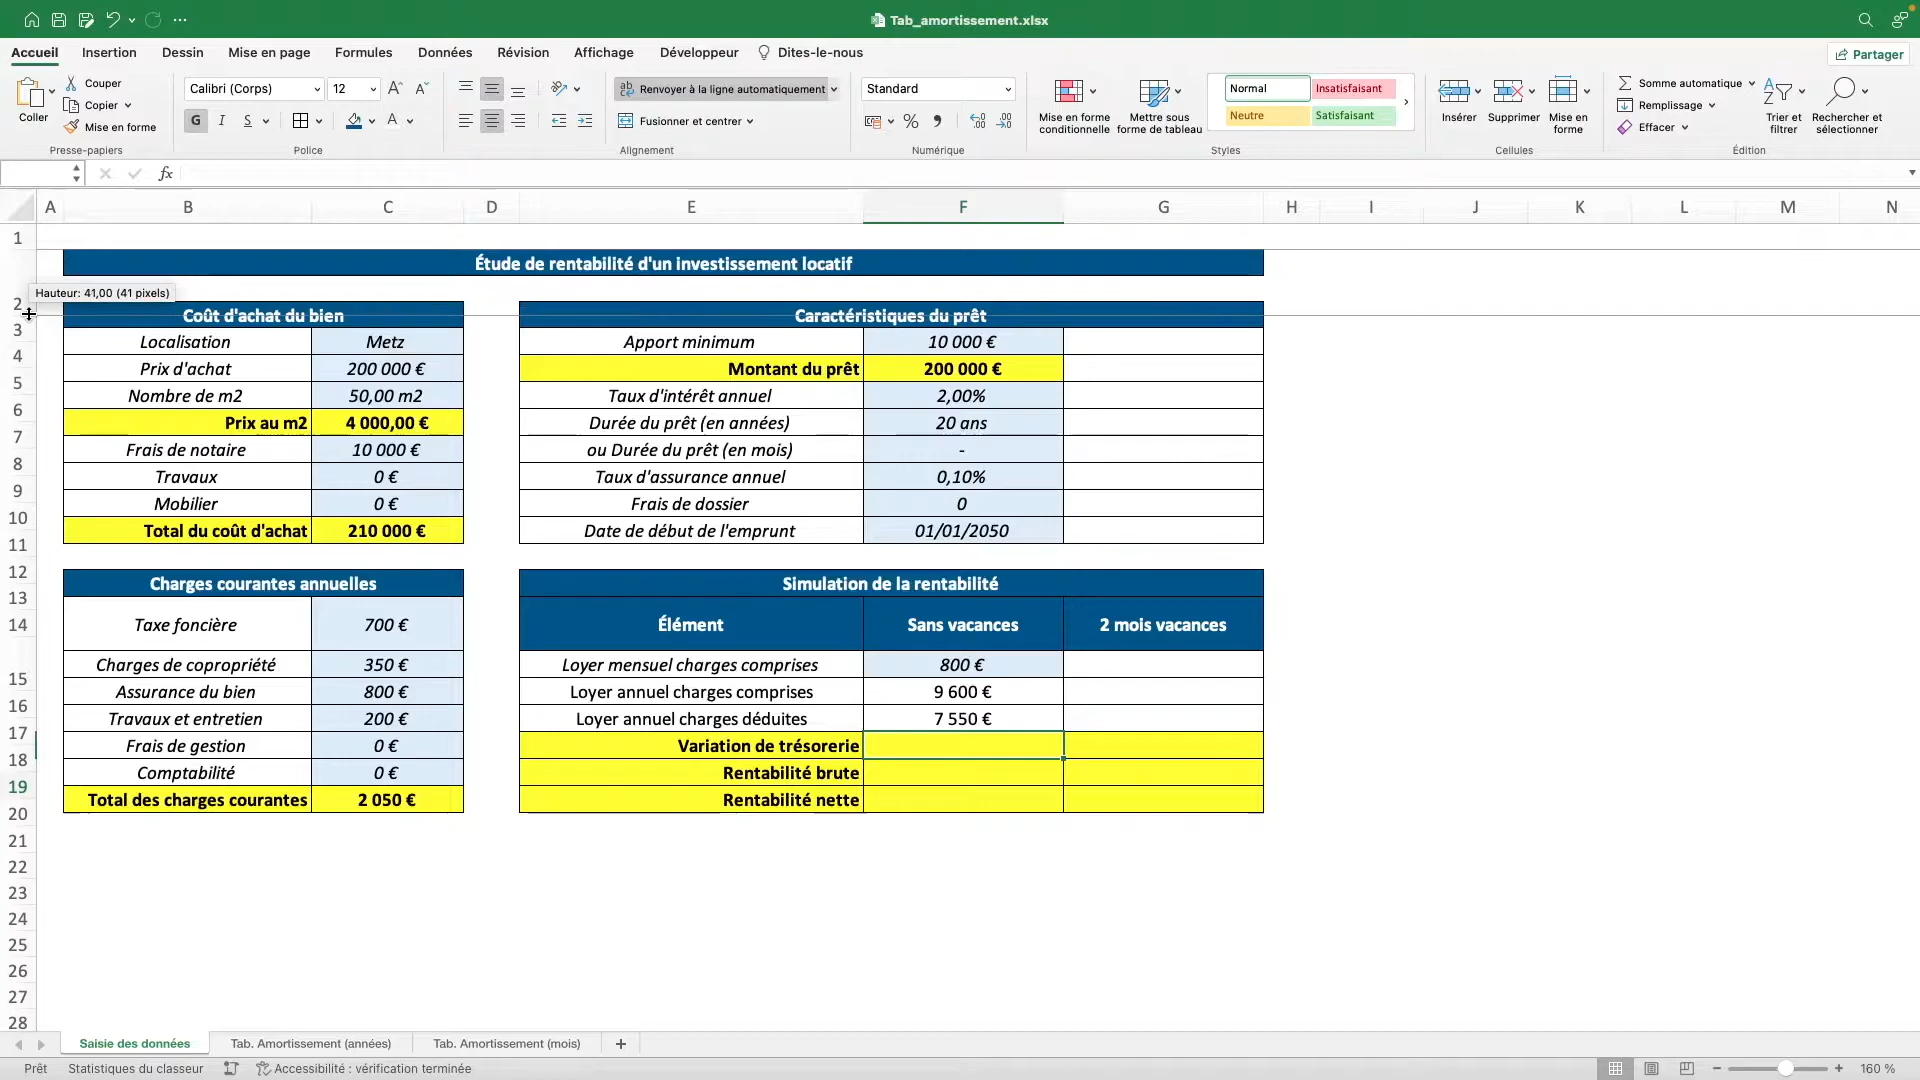 Tab_amortissement.xlsx
Accueil Insertion Dessin Mise en page Formules Données Révision Affichage Développeur Dites-le-nous Partager
Coller
Couper
Copier
Mise en forme
Presse-papiers
Calibri (Corps) 12
G I S
Police
Renvoyer à la ligne automatiquement
Fusionner et centrer
Alignement
Standard
Numérique
Mise en forme conditionnelle
Mettre sous forme de tableau
Normal Insatisfaisant
Neutre Satisfaisant
Styles
Insérer Supprimer Mise en forme
Cellules
Somme automatique
Remplissage
Effacer
Trier et filtrer
Rechercher et sélectionner
Édition
fx
A B C D E F G H I J K L M N
1
Étude de rentabilité d'un investissement locatif
Hauteur: 41,00 (41 pixels)
2
Coût d'achat du bien Caractéristiques du prêt
3
Localisation Metz Apport minimum 10 000 €
4
Prix d'achat 200 000 € Montant du prêt 200 000 €
5
Nombre de m2 50,00 m2 Taux d'intérêt annuel 2,00%
6
Prix au m2 4 000,00 € Durée du prêt (en années) 20 ans
7
Frais de notaire 10 000 € ou Durée du prêt (en mois) -
8
Travaux 0 € Taux d'assurance annuel 0,10%
9
Mobilier 0 € Frais de dossier 0
10
Total du coût d'achat 210 000 € Date de début de l'emprunt 01/01/2050
11
12
Charges courantes annuelles Simulation de la rentabilité
13
14 Taxe foncière 700 € Élément Sans vacances 2 mois vacances
Charges de copropriété 350 € Loyer mensuel charges comprises 800 €
15
Assurance du bien 800 € Loyer annuel charges comprises 9 600 €
16
Travaux et entretien 200 € Loyer annuel charges déduites 7 550 €
17
Frais de gestion 0 € Variation de trésorerie
18
Comptabilité 0 € Rentabilité brute
19
Total des charges courantes 2 050 € Rentabilité nette
20
21
22
23
24
25
26
27
28
Saisie des données Tab. Amortissement (années) Tab. Amortissement (mois) +
Prêt Statistiques du classeur Accessibilité : vérification terminée 160 %